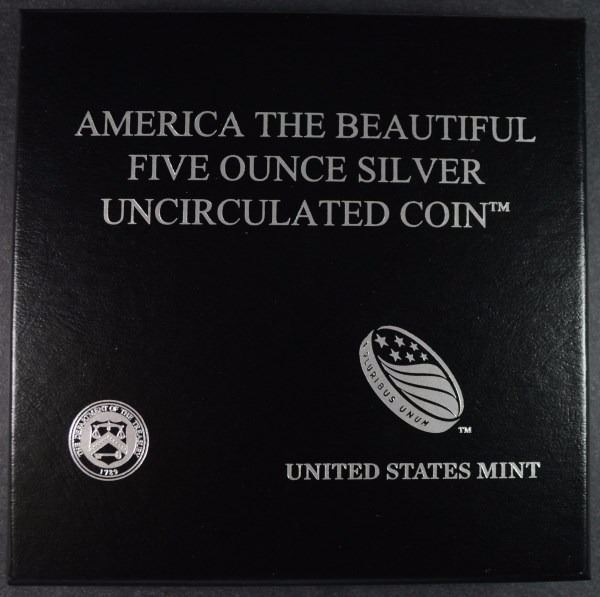 AMERICA THE BEAUTIFUL
FIVE OUNCE SILVER
UNCIRCULATED COIN™
E PLURIBUS UNUM
™
THE DEPARTMENT OF THE TREASURY
1789
UNITED STATES MINT